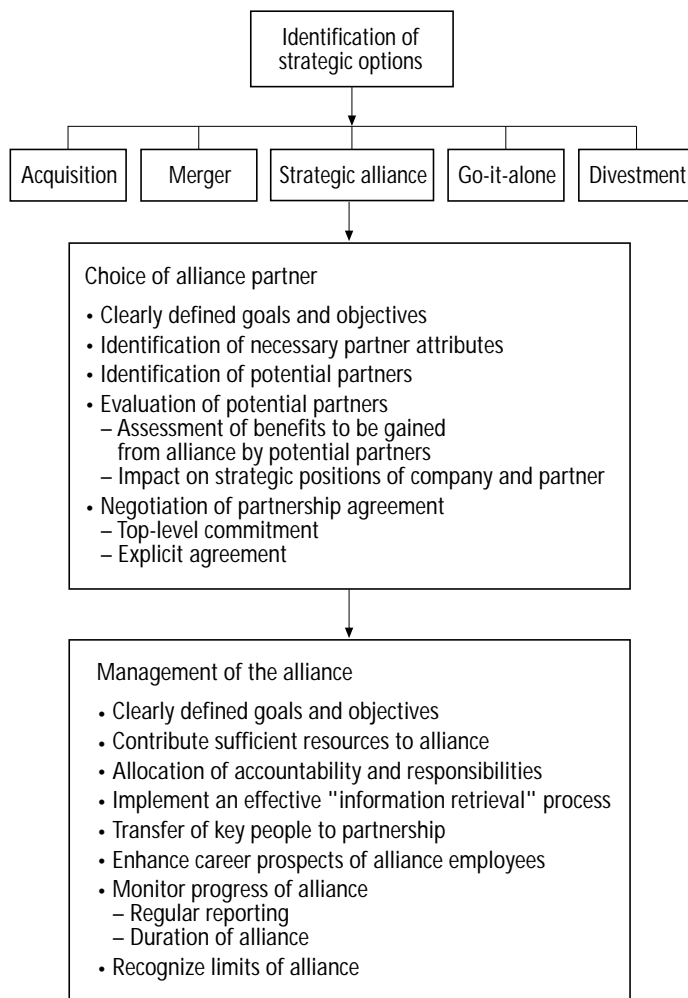 Identification of
strategic options
Acquisition
Merger
Strategic alliance
Go-it-alone
Divestment
Choice of alliance partner
• Clearly defined goals and objectives
• Identification of necessary partner attributes
• Identification of potential partners
• Evaluation of potential partners
– Assessment of benefits to be gained
from alliance by potential partners
– Impact on strategic positions of company and partner
• Negotiation of partnership agreement
– Top-level commitment
– Explicit agreement
Management of the alliance
• Clearly defined goals and objectives
• Contribute sufficient resources to alliance
• Allocation of accountability and responsibilities
• Implement an effective "information retrieval" process
• Transfer of key people to partnership
• Enhance career prospects of alliance employees
• Monitor progress of alliance
– Regular reporting
– Duration of alliance
• Recognize limits of alliance